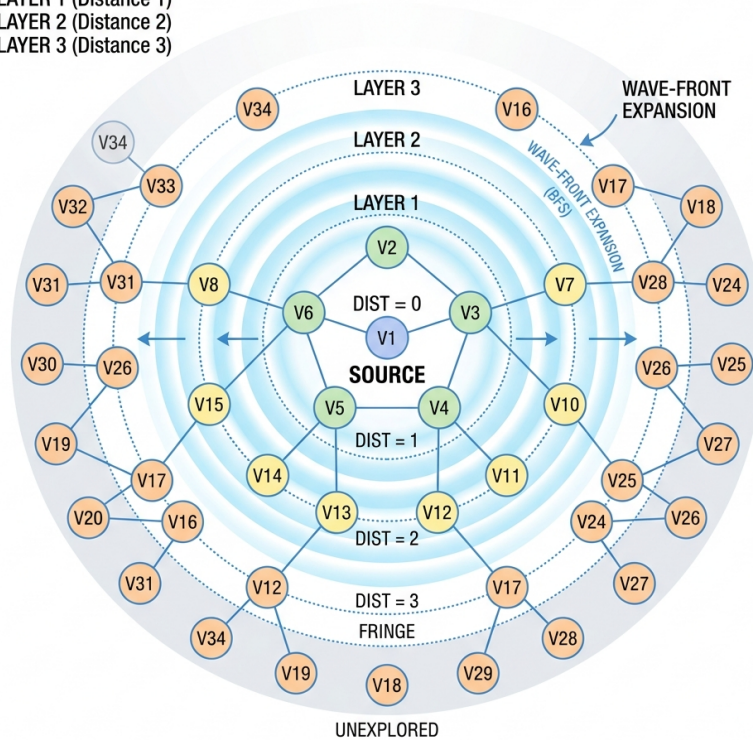 LAYER 1 (Distance 1)
LAYER 2 (Distance 2)
LAYER 3 (Distance 3)
LAYER 3
WAVE-FRONT
EXPANSION
V34
V16
V34
LAYER 2
WAVE-FRONT EXPANSION
(BFS)
V33
V17
V32
LAYER 1
V18
V2
V31
V31
V8
V7
V28
V24
DIST = 0
V6
V3
V1
V30
V26
SOURCE
V26
V25
V15
V5
V4
V10
V19
DIST = 1
V27
V14
V11
V17
V25
V13
V12
V20
V16
V24
V26
DIST = 2
V31
V12
V17
V27
DIST = 3
V34
FRINGE
V28
V19
V18
V29
UNEXPLORED